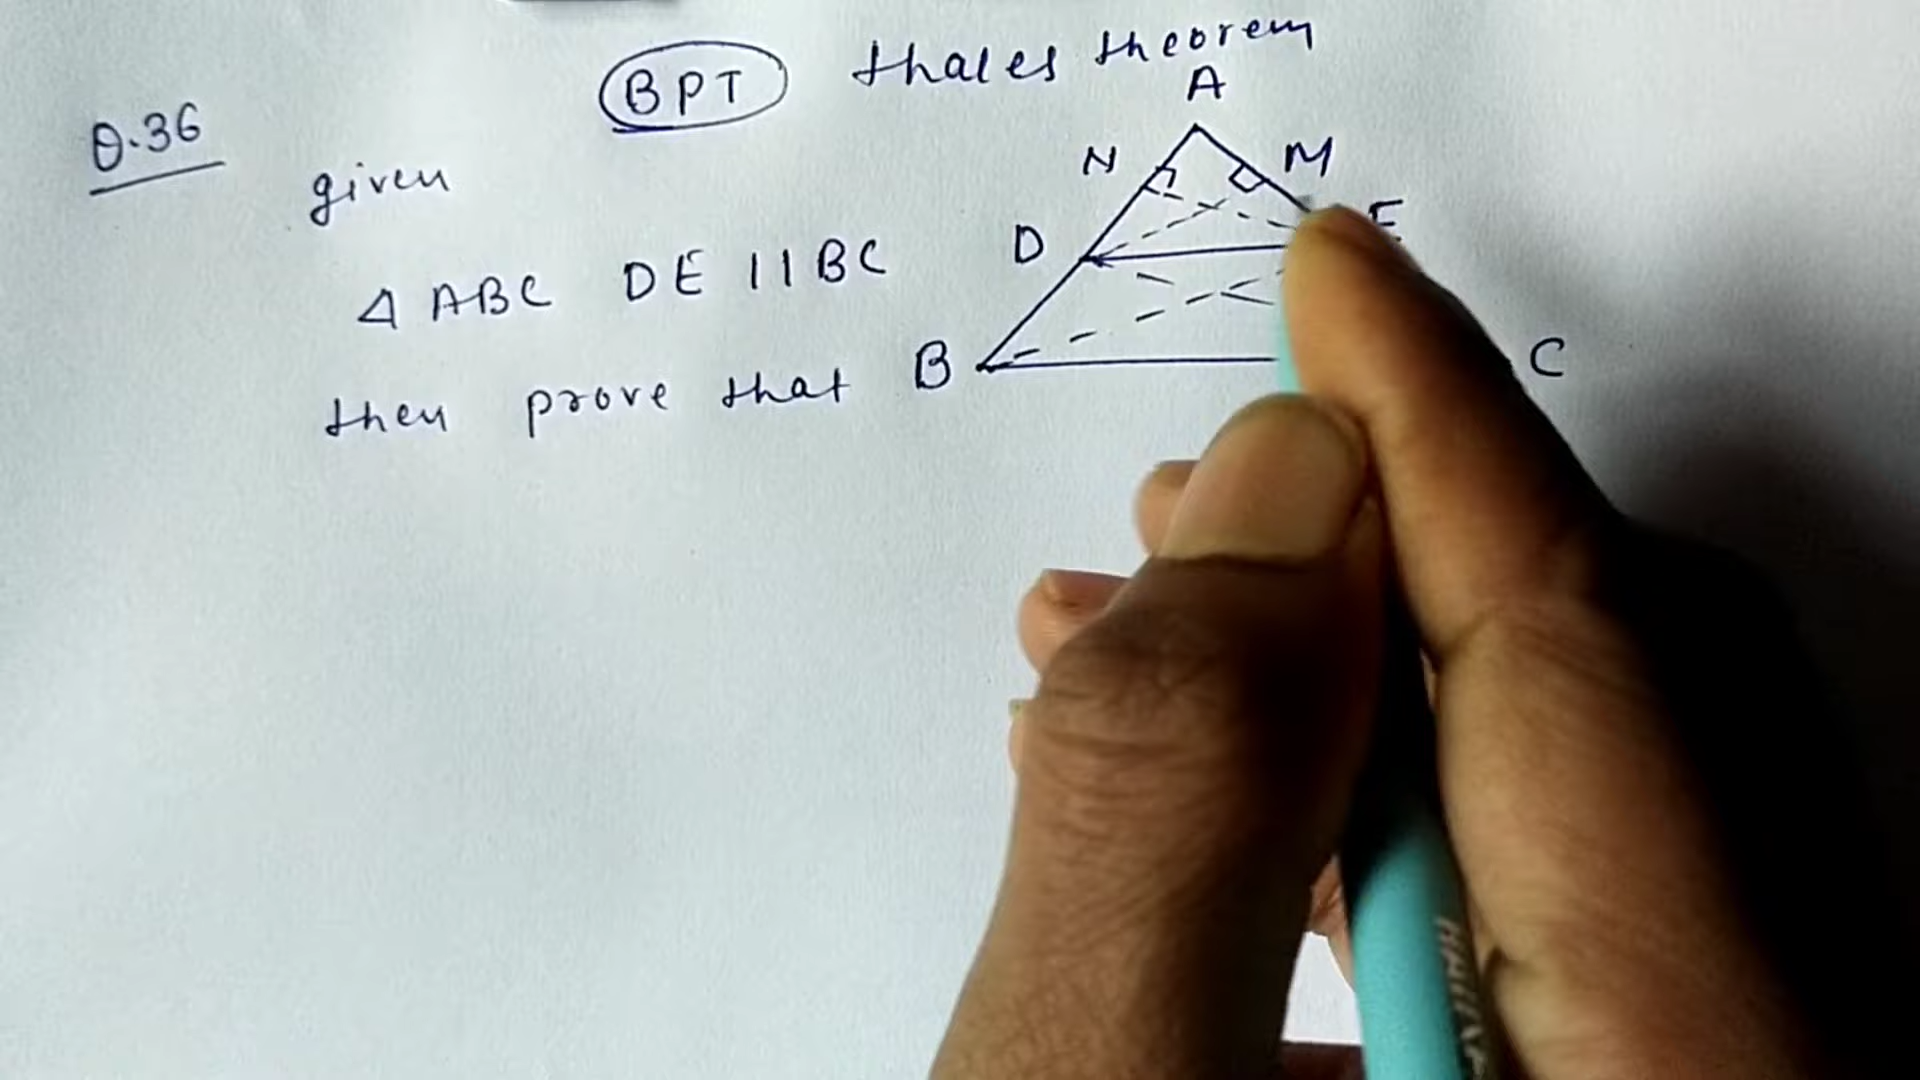 BPT thales theorem
Q.36
given
△ ABC DE || BC
then prove that
A
N M
D E
B C